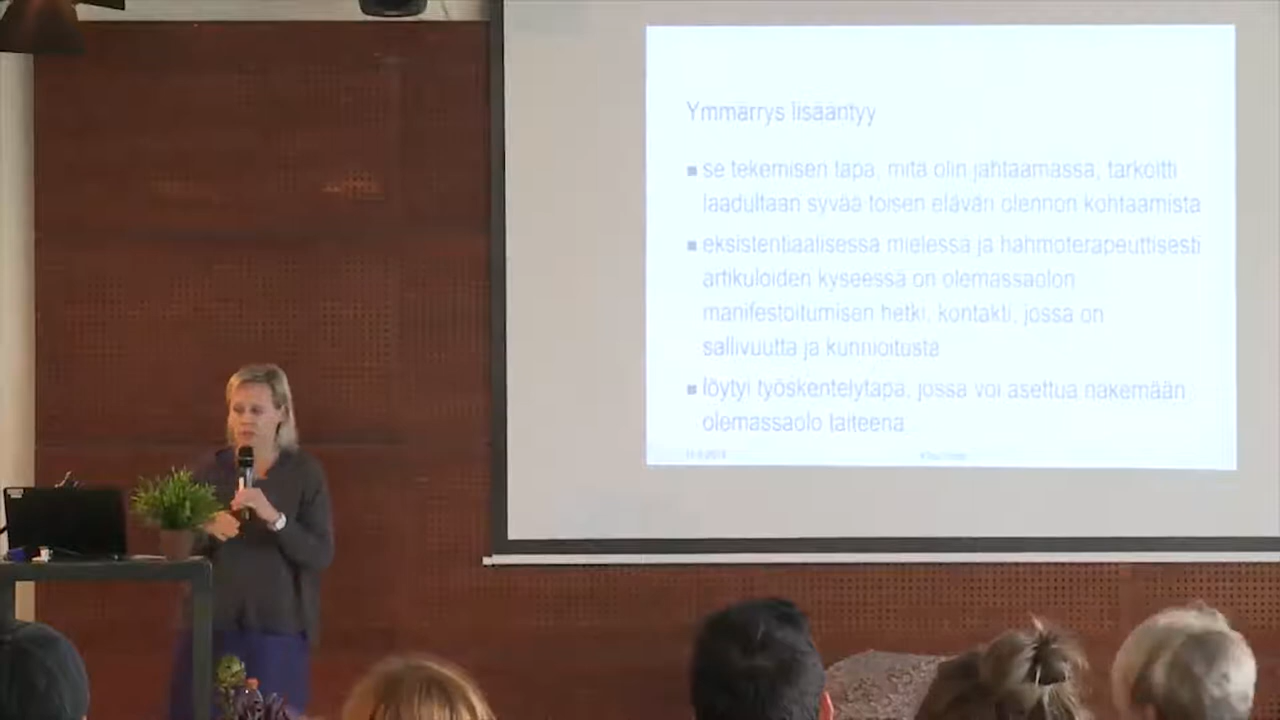 Ymmärrys lisääntyy
■ se tekemisen tapa, mitä olin jahtaamassa, tarkoitti
laadultaan syvää toisen elävän olennon kohtaamista
■ eksistentiaalisessa mielessä ja hahmoterapeuttisesti
artikuloiden kyseessä on olemassaolon
manifestoitumisen hetki, kontakti, jossa on
sallivuutta ja kunnioitusta
■ löytyi työskentelytapa, jossa voi asettua näkemään
olemassaolo taiteena